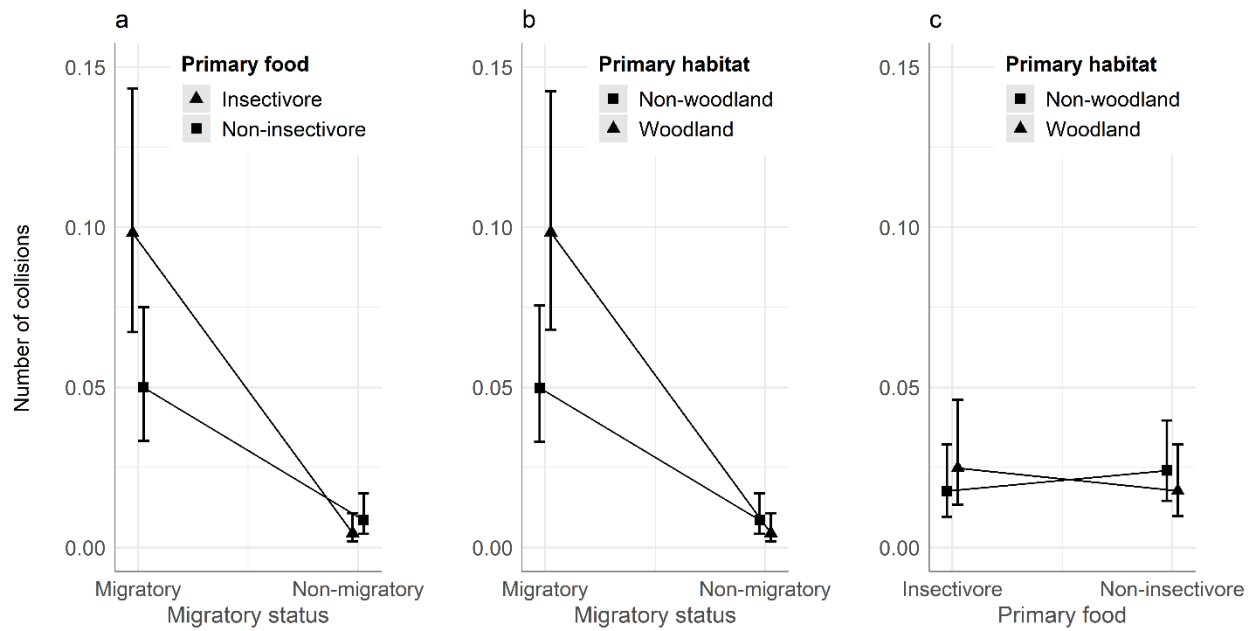 a
Primary food
Insectivore
Non-insectivore
0.15
0.10
0.05
0.00
Number of collisions
Migratory
Non-migratory
Migratory status
b
Primary habitat
Non-woodland
Woodland
0.15
0.10
0.05
0.00
Migratory
Non-migratory
Migratory status
c
Primary habitat
Non-woodland
Woodland
0.15
0.10
0.05
0.00
Insectivore
Non-insectivore
Primary food